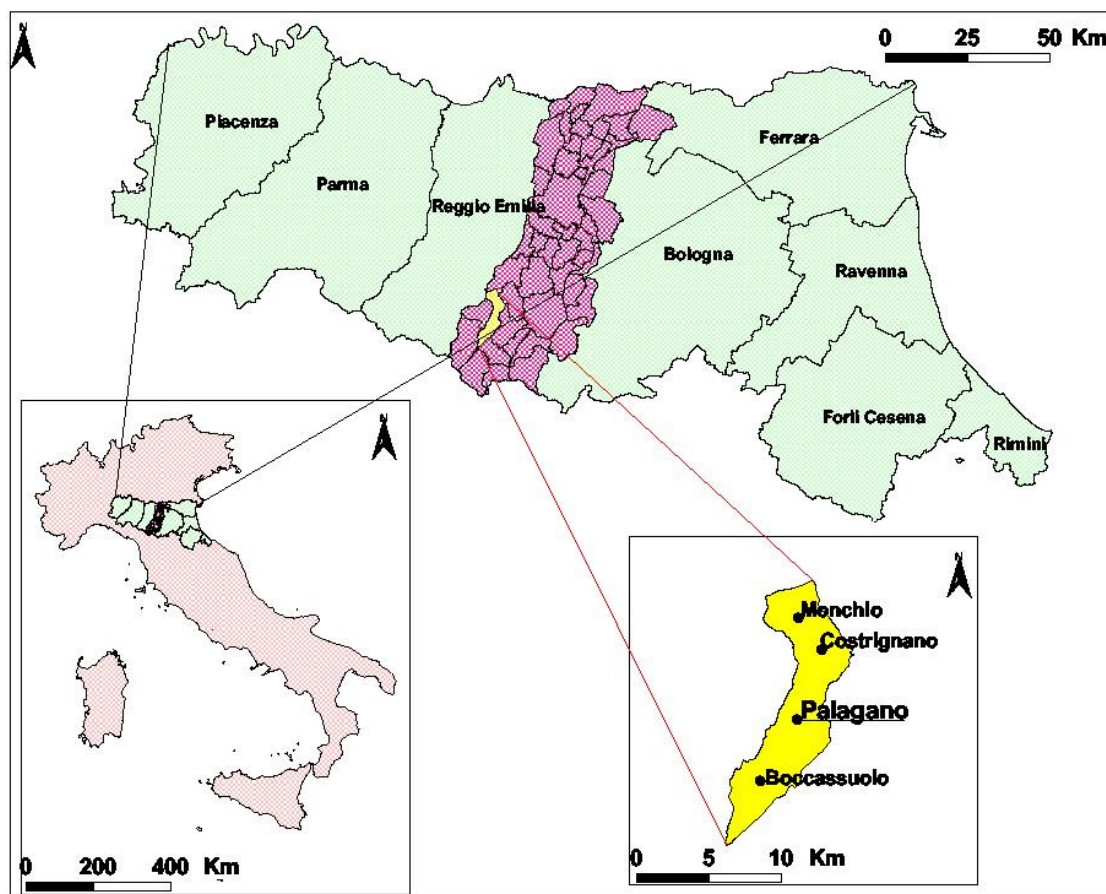 N
0 25 50 Km
Piacenza
Parma
Reggio Emilia
Ferrara
Bologna
Ravenna
Forlì Cesena
Rimini
N
0 200 400 Km
N
Monchio
Costrignano
Palagano
Boccassuolo
0 5 10 Km